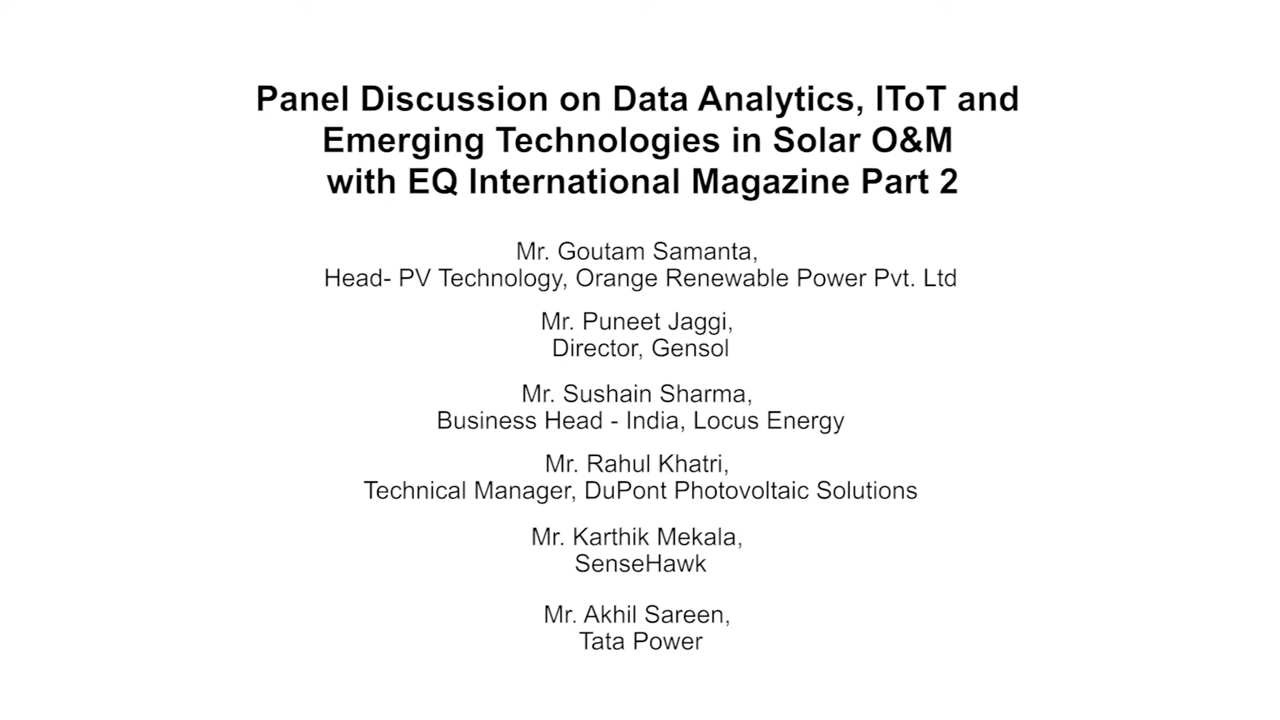 Panel Discussion on Data Analytics, IToT and
Emerging Technologies in Solar O&M
with EQ International Magazine Part 2
Mr. Goutam Samanta,
Head- PV Technology, Orange Renewable Power Pvt. Ltd
Mr. Puneet Jaggi,
Director, Gensol
Mr. Sushain Sharma,
Business Head - India, Locus Energy
Mr. Rahul Khatri,
Technical Manager, DuPont Photovoltaic Solutions
Mr. Karthik Mekala,
SenseHawk
Mr. Akhil Sareen,
Tata Power